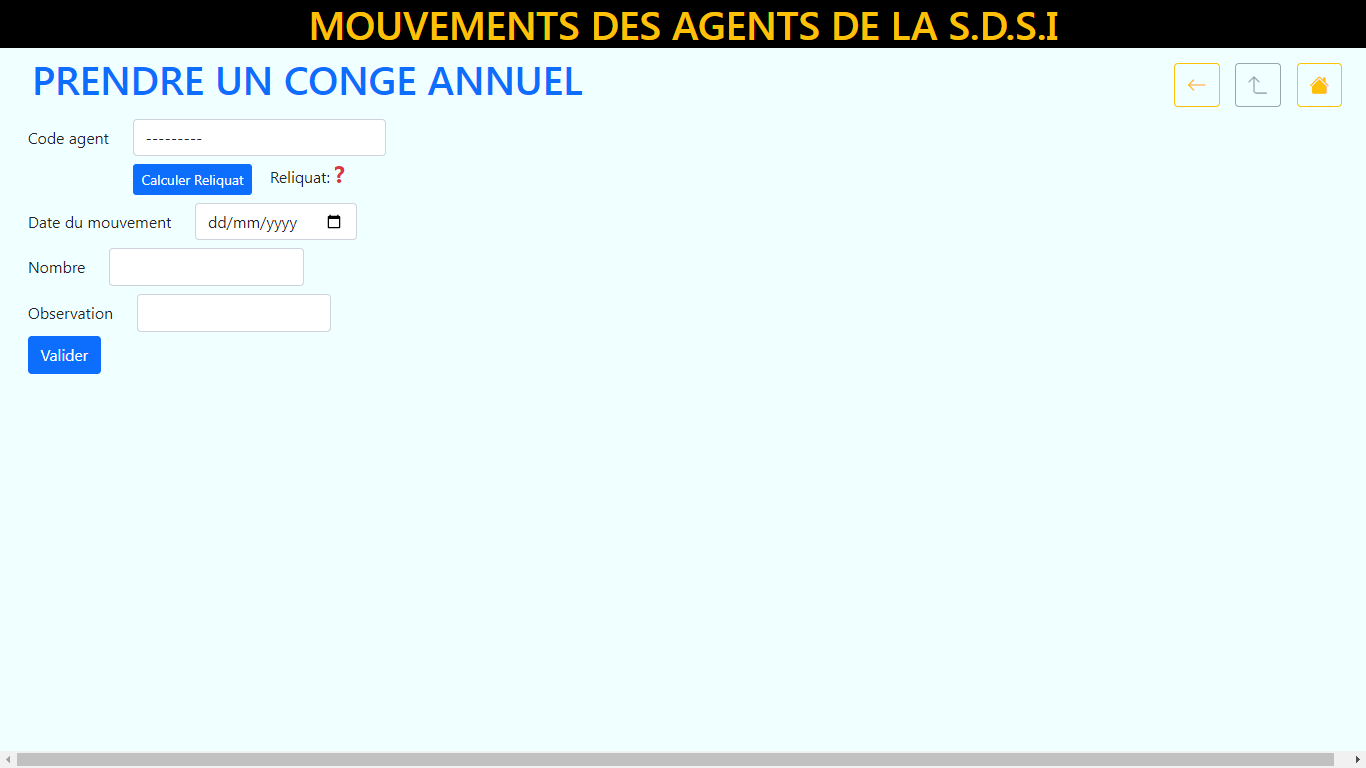 MOUVEMENTS DES AGENTS DE LA S.D.S.I
PRENDRE UN CONGE ANNUEL
Code agent ---------
Calculer Reliquat Reliquat: ❓
Date du mouvement dd/mm/yyyy
Nombre
Observation
Valider